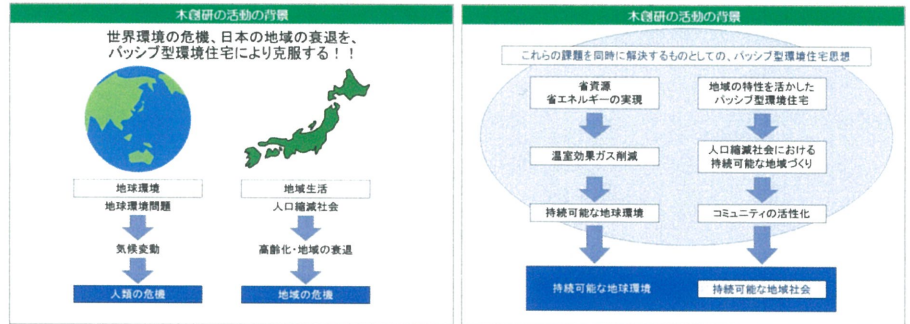 木創研の活動の背景
世界環境の危機、日本の地域の衰退を、
パッシブ型環境住宅により克服する！！
地球環境
地球環境問題
気候変動
人類の危機
地域生活
人口縮減社会
高齢化・地域の衰退
地域の危機
木創研の活動の背景
これらの課題を同時に解決するものとしての、パッシブ型環境住宅思想
省資源
省エネルギーの実現
温室効果ガス削減
持続可能な地球環境
地域の特性を活かした
パッシブ型環境住宅
人口縮減社会における
持続可能な地域づくり
コミュニティの活性化
持続可能な地球環境
持続可能な地域社会